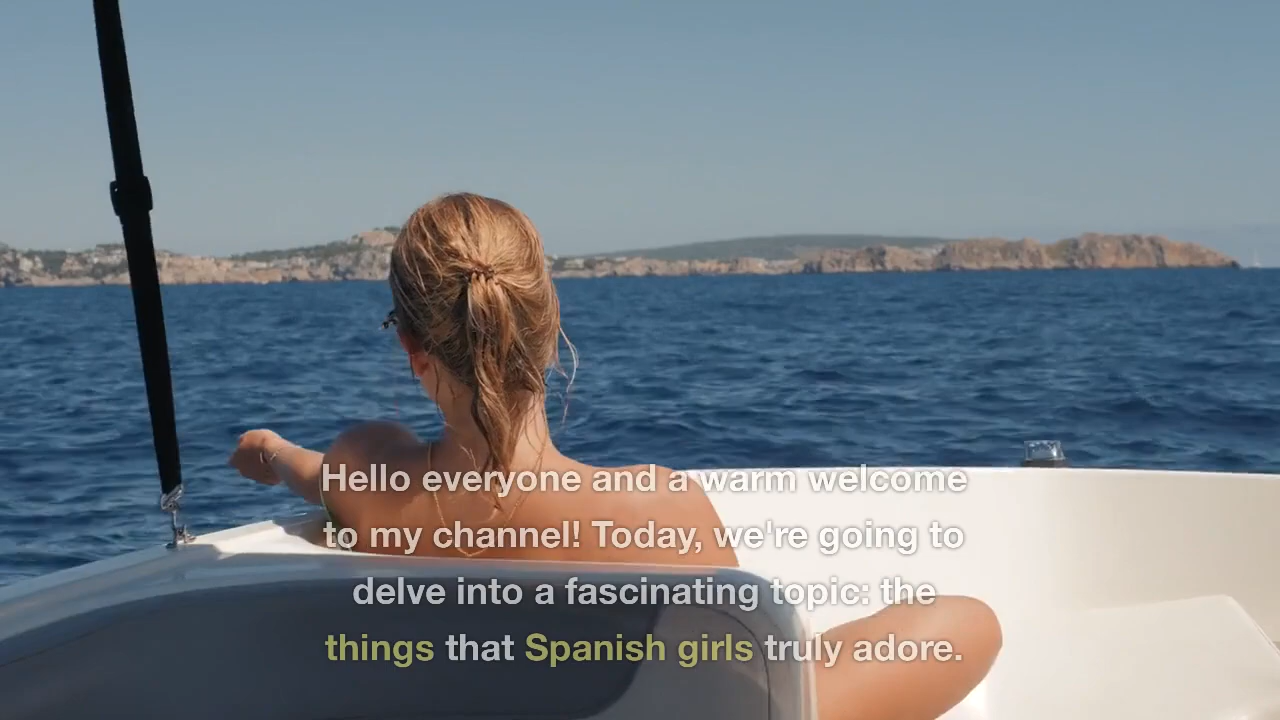 Hello everyone and a warm welcome
to my channel! Today, we're going to
delve into a fascinating topic: the
things that Spanish girls truly adore.